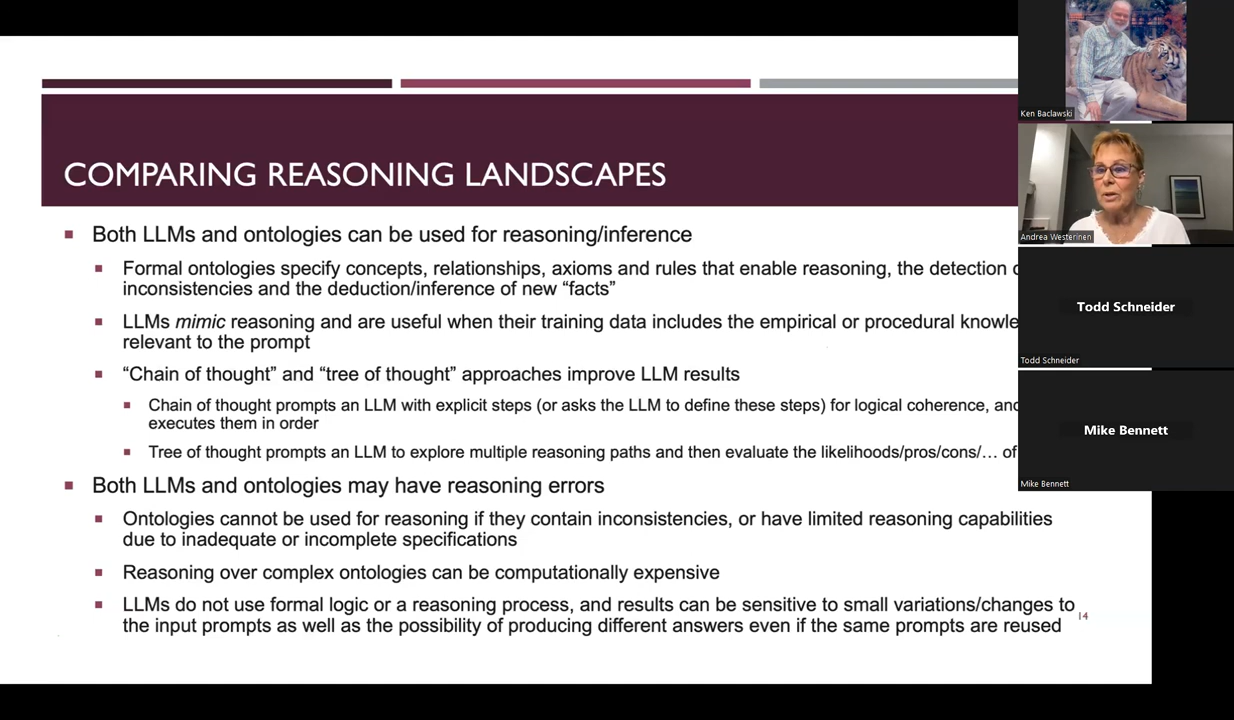 COMPARING REASONING LANDSCAPES
Both LLMs and ontologies can be used for reasoning/inference
Formal ontologies specify concepts, relationships, axioms and rules that enable reasoning, the detection
inconsistencies and the deduction/inference of new “facts”
LLMs mimic reasoning and are useful when their training data includes the empirical or procedural knowle
relevant to the prompt
“Chain of thought” and “tree of thought” approaches improve LLM results
Chain of thought prompts an LLM with explicit steps (or asks the LLM to define these steps) for logical coherence, and
executes them in order
Tree of thought prompts an LLM to explore multiple reasoning paths and then evaluate the likelihoods/pros/cons/… of
Both LLMs and ontologies may have reasoning errors
Ontologies cannot be used for reasoning if they contain inconsistencies, or have limited reasoning capabilities
due to inadequate or incomplete specifications
Reasoning over complex ontologies can be computationally expensive
LLMs do not use formal logic or a reasoning process, and results can be sensitive to small variations/changes to
the input prompts as well as the possibility of producing different answers even if the same prompts are reused
14
Ken Baclawski
Andrea Westerinen
Todd Schneider
Todd Schneider
Mike Bennett
Mike Bennett